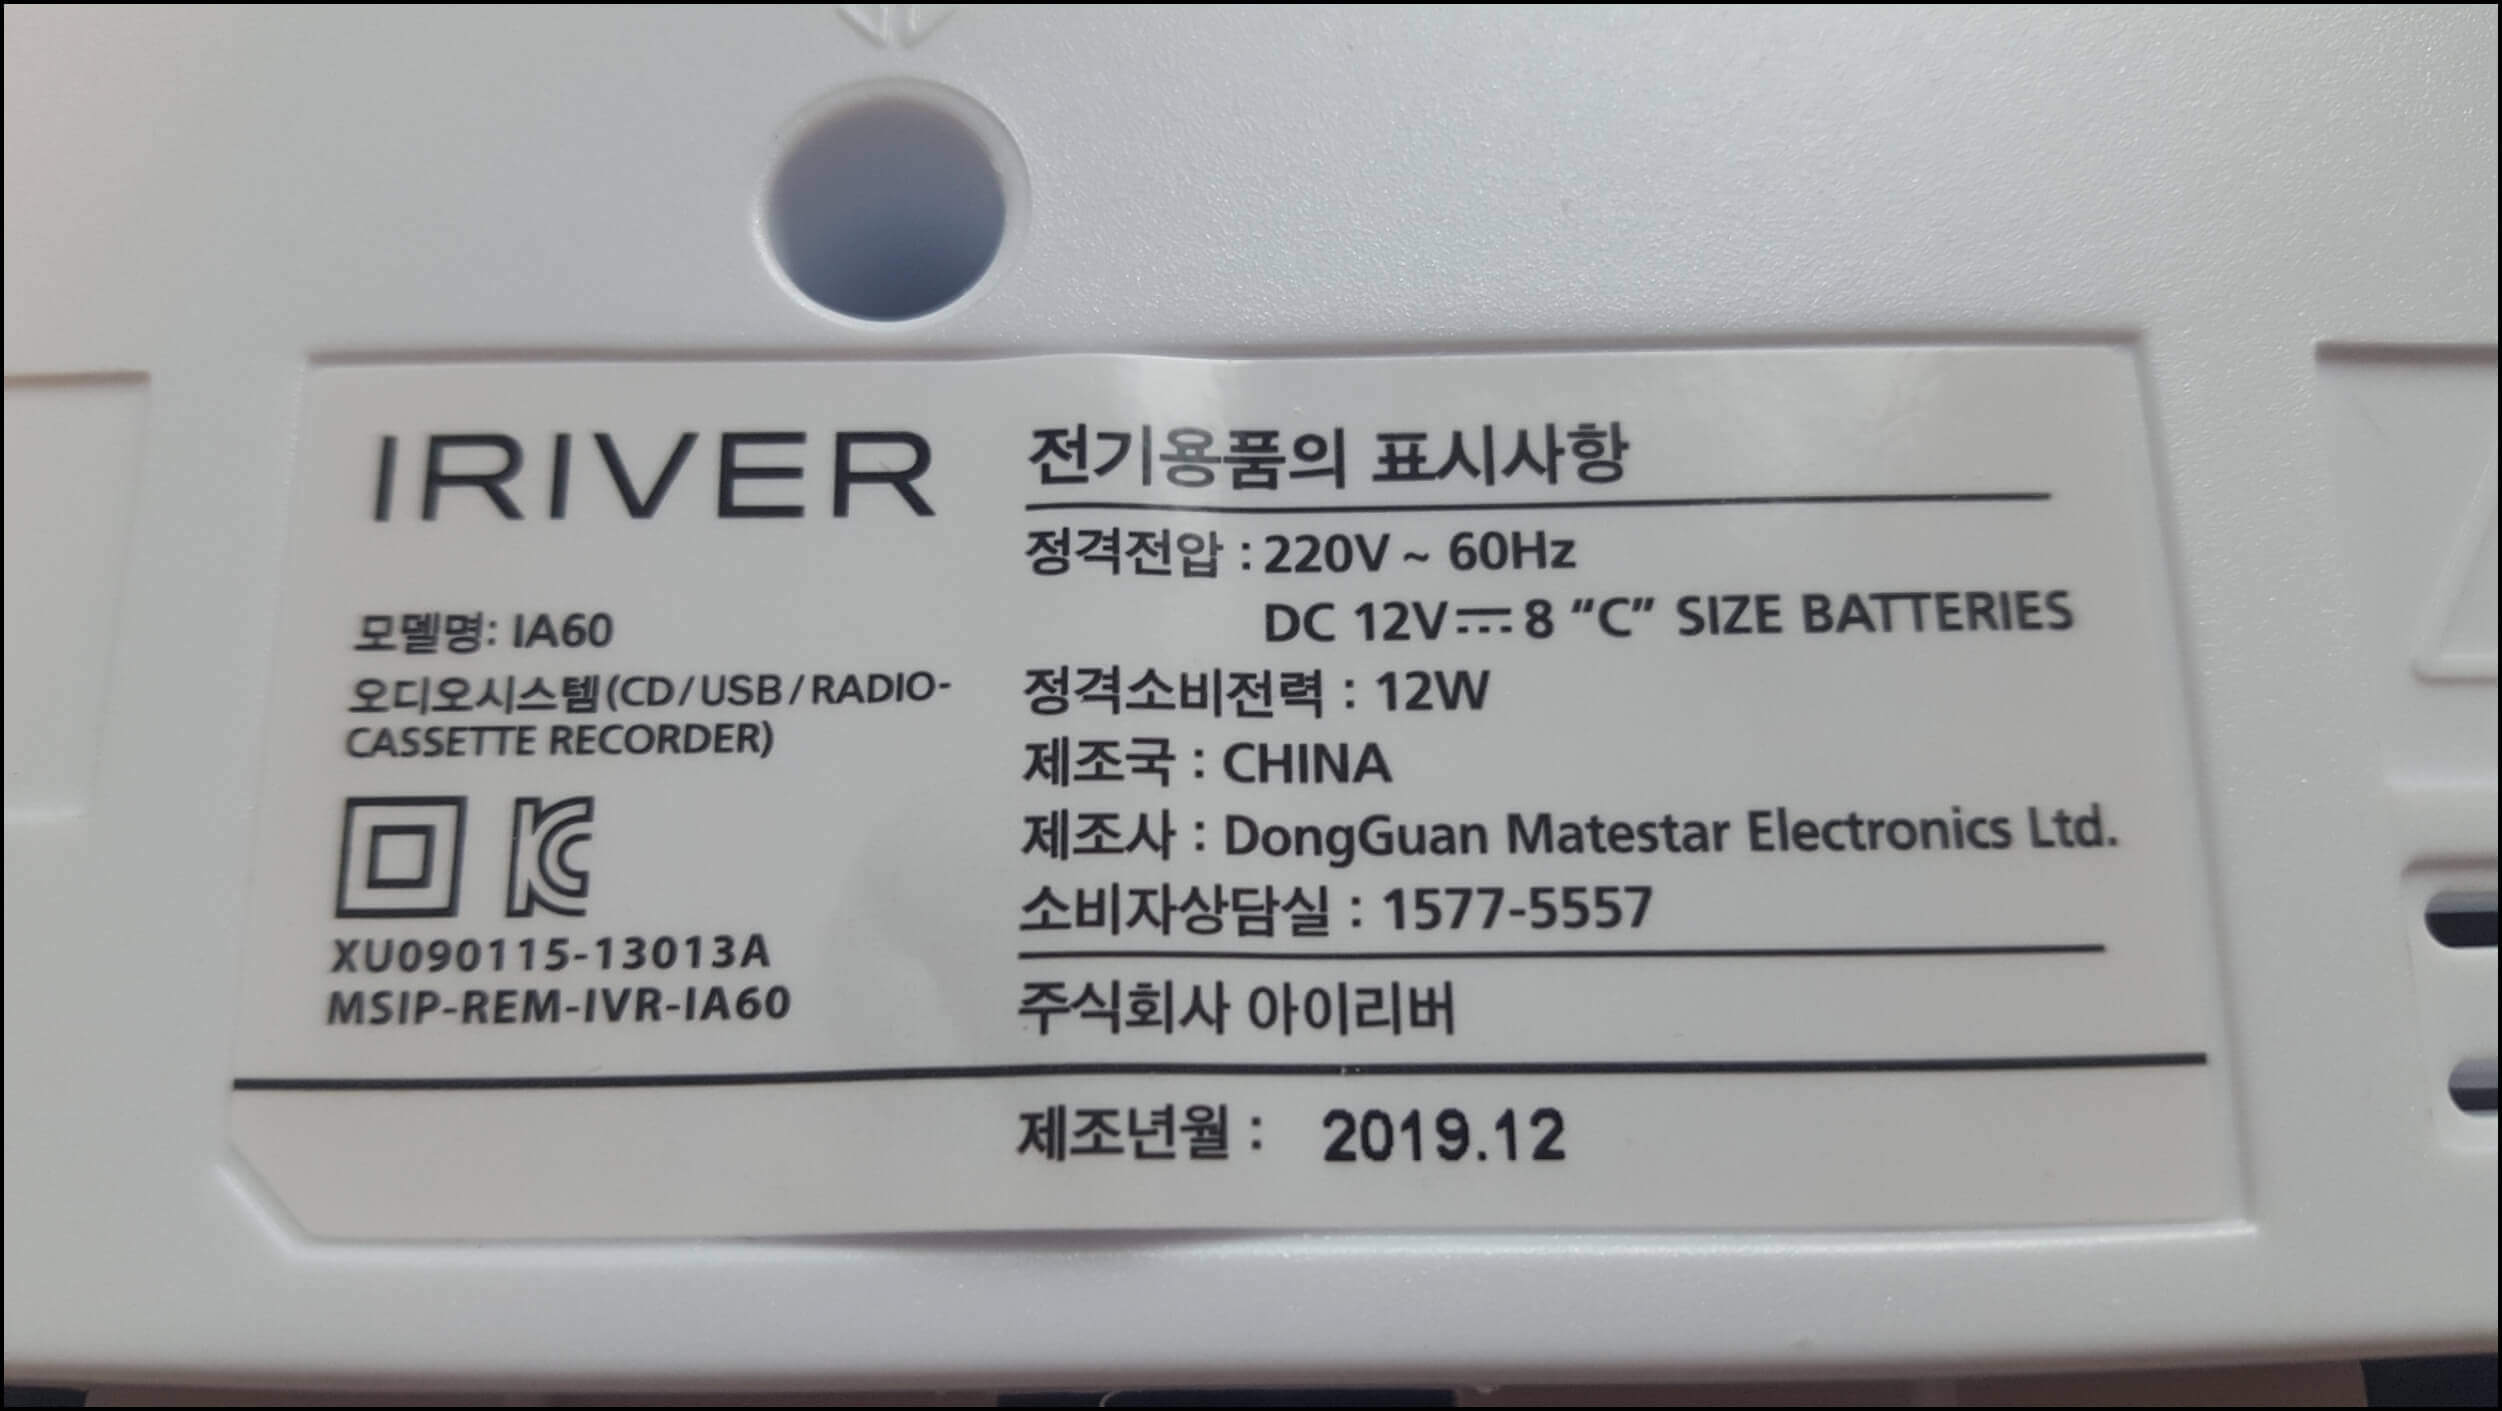 IRIVER
모델명: IA60
오디오시스템(CD/USB/RADIO-
CASSETTE RECORDER)
XU090115-13013A
MSIP-REM-IVR-IA60
전기용품의 표시사항
정격전압 : 220V ~ 60Hz
DC 12V⎓8 “C” SIZE BATTERIES
정격소비전력 : 12W
제조국 : CHINA
제조사 : DongGuan Matestar Electronics Ltd.
소비자상담실 : 1577-5557
주식회사 아이리버
제조년월 : 2019.12